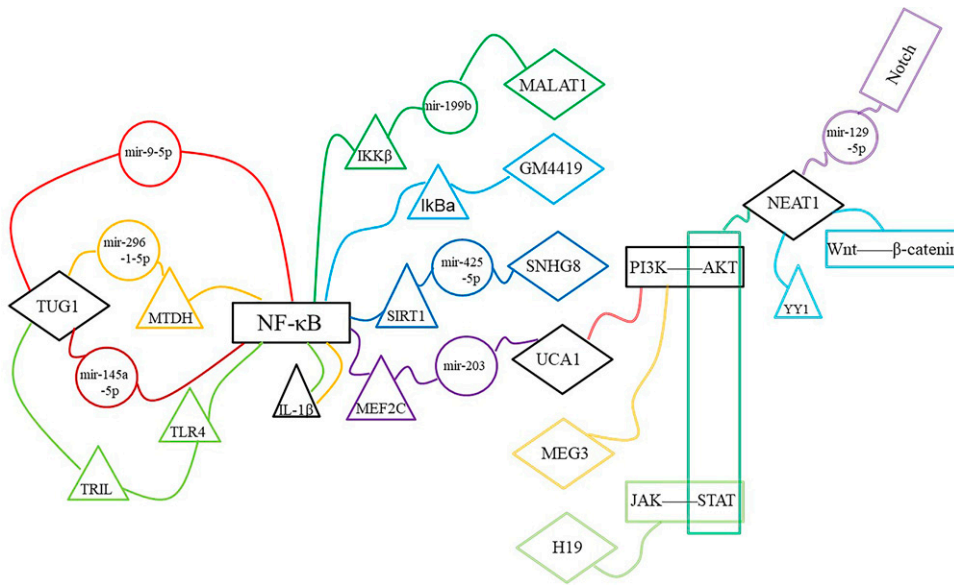 Notch
mir-199b
MALAT1
mir-129
-5p
mir-9-5p
IKKβ
GM4419
IkBa
NEAT1
mir-296
-1-5p
mir-425
-5p
SNHG8
PI3K——AKT
Wnt——β-catenin
TUG1
MTDH
SIRT1
YY1
NF-κB
mir-145a
-5p
mir-203
UCA1
IL-1β
MEF2C
TLR4
MEG3
TRIL
JAK——STAT
H19